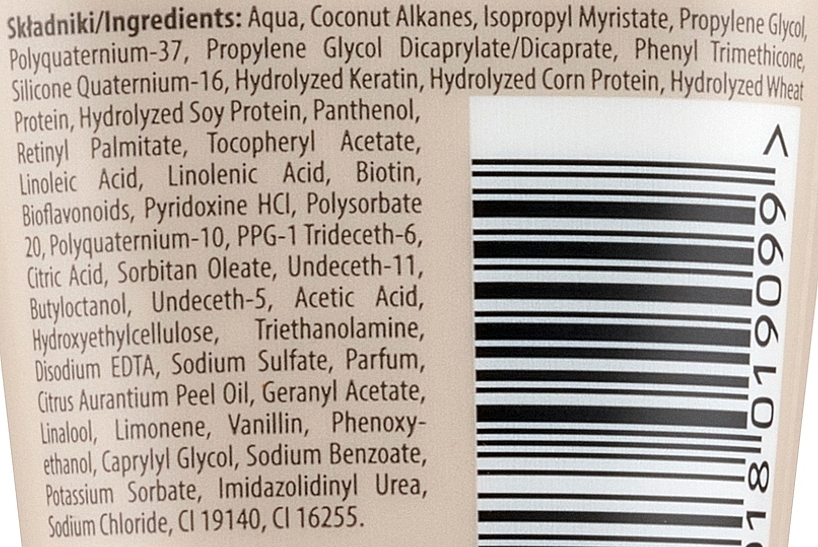 Składniki/Ingredients: Aqua, Coconut Alkanes, Isopropyl Myristate, Propylene Glycol,
Polyquaternium-37, Propylene Glycol Dicaprylate/Dicaprate, Phenyl Trimethicone,
Silicone Quaternium-16, Hydrolyzed Keratin, Hydrolyzed Corn Protein, Hydrolyzed Wheat
Protein, Hydrolyzed Soy Protein, Panthenol,
Retinyl Palmitate, Tocopheryl Acetate,
Linoleic Acid, Linolenic Acid, Biotin,
Bioflavonoids, Pyridoxine HCl, Polysorbate
20, Polyquaternium-10, PPG-1 Trideceth-6,
Citric Acid, Sorbitan Oleate, Undeceth-11,
Butyloctanol, Undeceth-5, Acetic Acid,
Hydroxyethylcellulose, Triethanolamine,
Disodium EDTA, Sodium Sulfate, Parfum,
Citrus Aurantium Peel Oil, Geranyl Acetate,
Linalool, Limonene, Vanillin, Phenoxy-
ethanol, Caprylyl Glycol, Sodium Benzoate,
Potassium Sorbate, Imidazolidinyl Urea,
Sodium Chloride, CI 19140, CI 16255.
18 019096 >